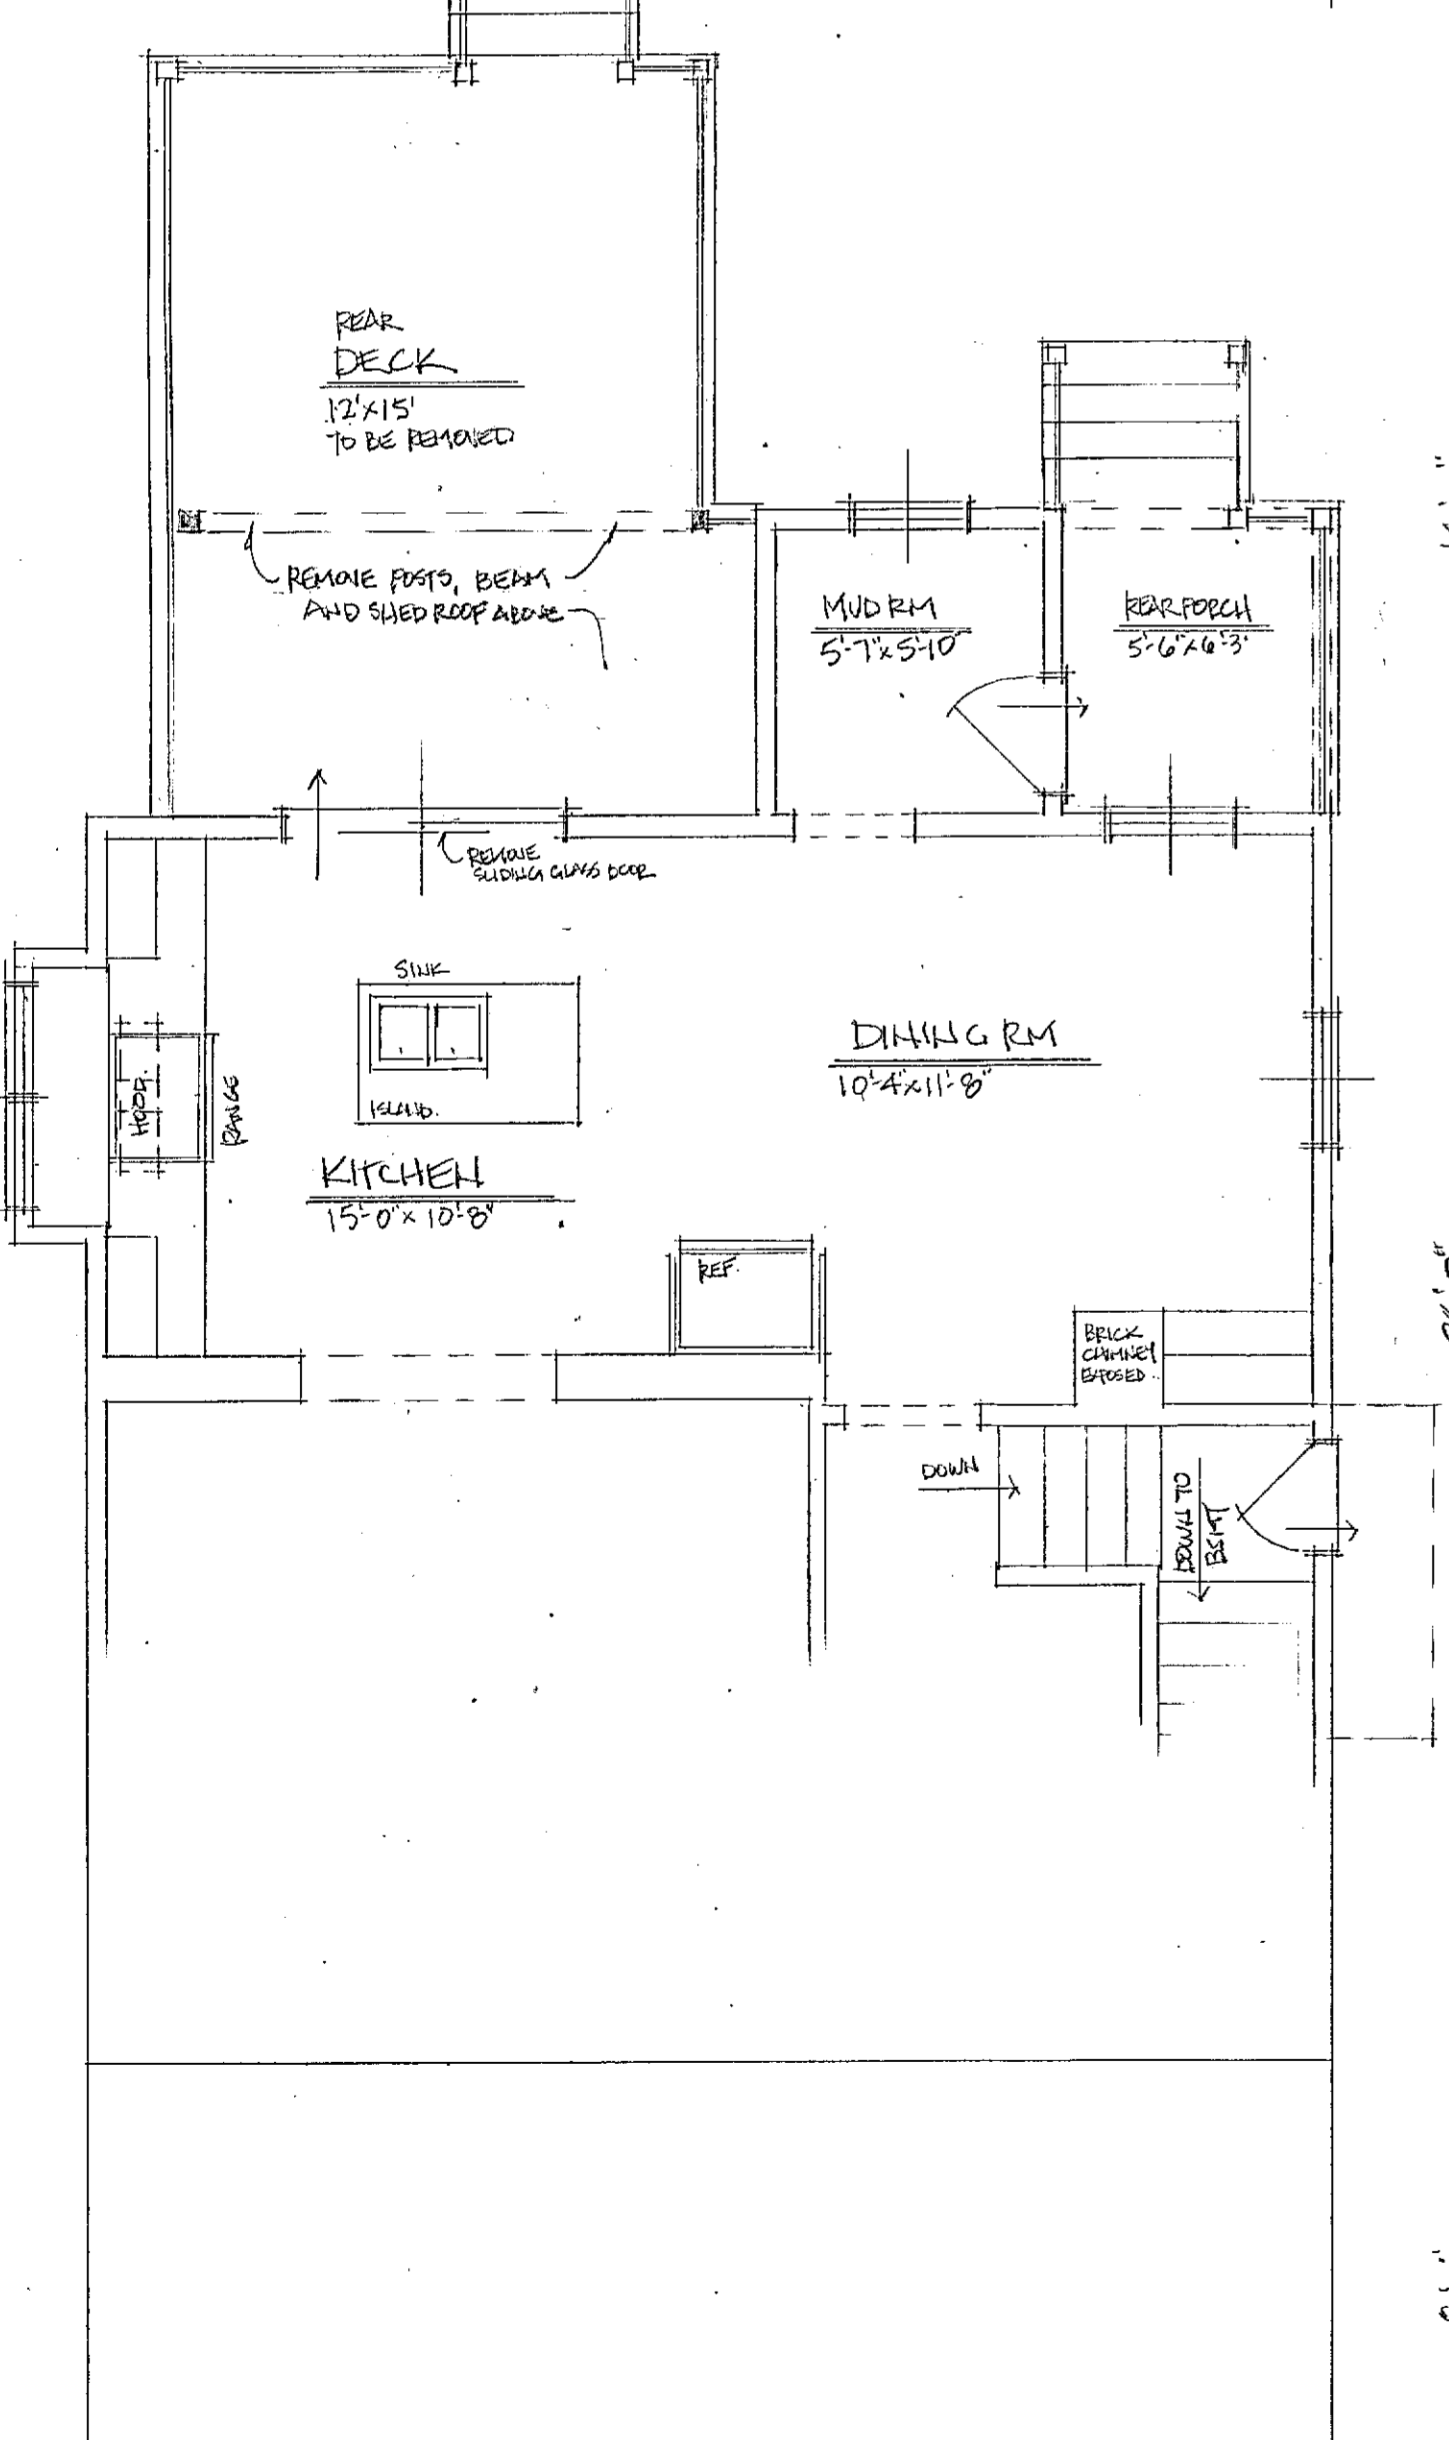 REAR
DECK
12'x15'
TO BE REMOVED
REMOVE POSTS, BEAM
AND SHED ROOF ABOVE
MUD RM
5'-7"x5'-10"
REAR PORCH
5'-6"x6'-3"
REMOVE
SLIDING GLASS DOOR
SINK
ISLAND.
HOOD.
RANGE
DINING RM
10'-4"x11'-8"
KITCHEN
15'-0"x10'-8"
REF.
BRICK
CHIMNEY
EXPOSED.
DOWN
DOWN TO
BSMT